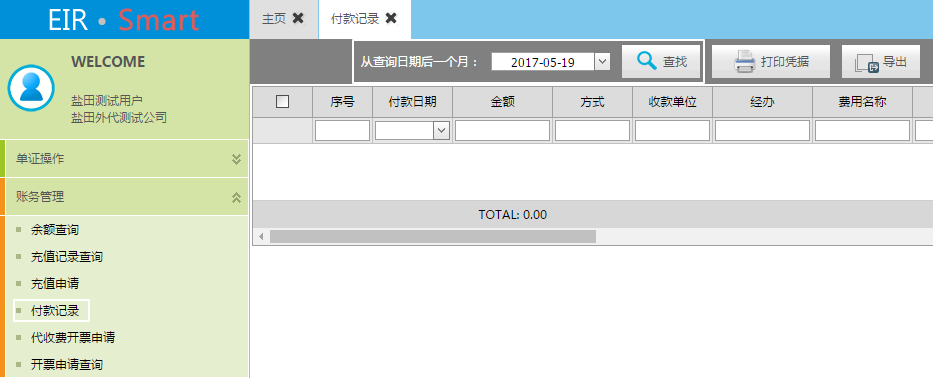 EIR • Smart
主页 付款记录
WELCOME
盐田测试用户
盐田外代测试公司
单证操作
账务管理
余额查询
充值记录查询
充值申请
付款记录
代收费开票申请
开票申请查询
从查询日期后一个月： 2017-05-19 查找 打印凭据 导出
序号 付款日期 金额 方式 收款单位 经办 费用名称
TOTAL: 0.00